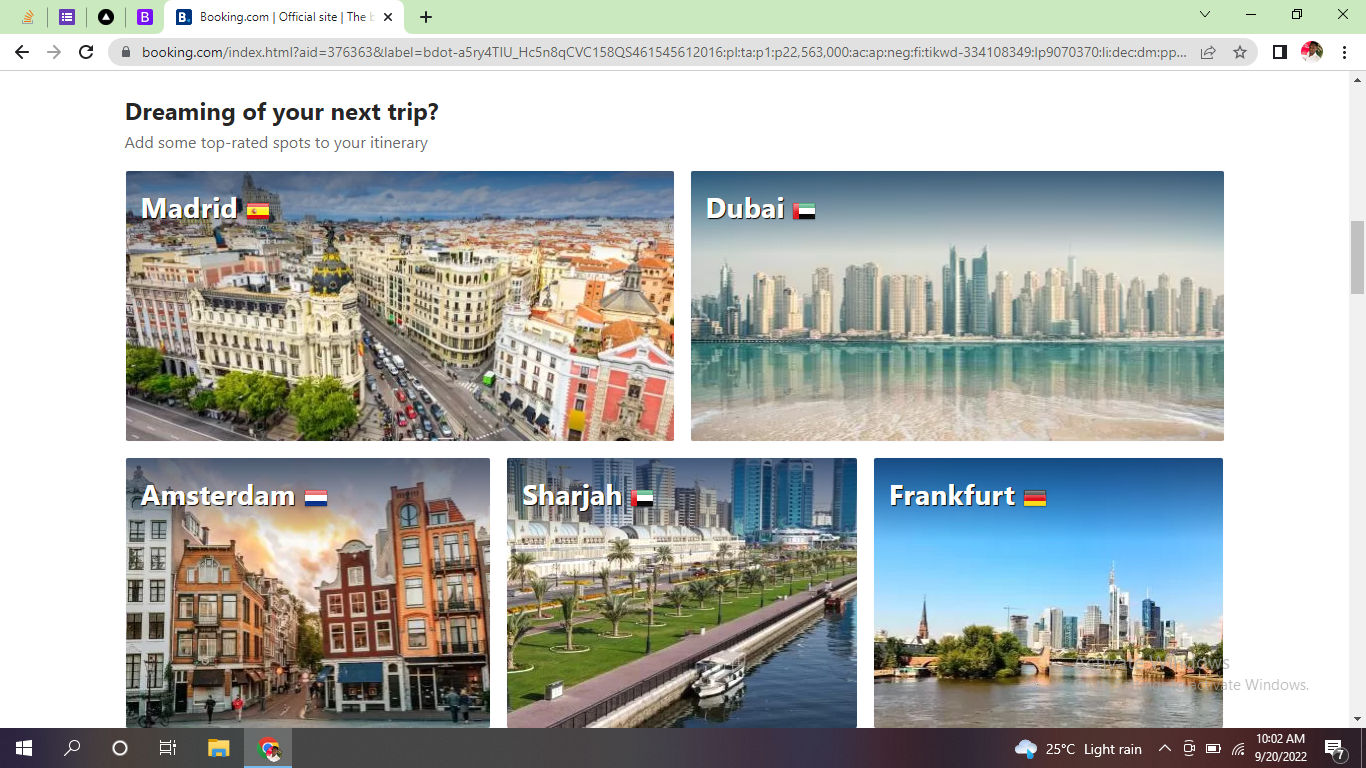 Booking.com | Official site | The b
booking.com/index.html?aid=376363&label=bdot-a5ry4TIU_Hc5n8qCVC158QS461545612016:pl:ta:p1:p22,563,000:ac:ap:neg:fi:tikwd-334108349:lp9070370:li:dec:dm:pp...
Dreaming of your next trip?
Add some top-rated spots to your itinerary
Madrid
Dubai
Amsterdam
Sharjah
Frankfurt
Activate Windows
Activate Windows.
25°C Light rain
10:02 AM
9/20/2022
7